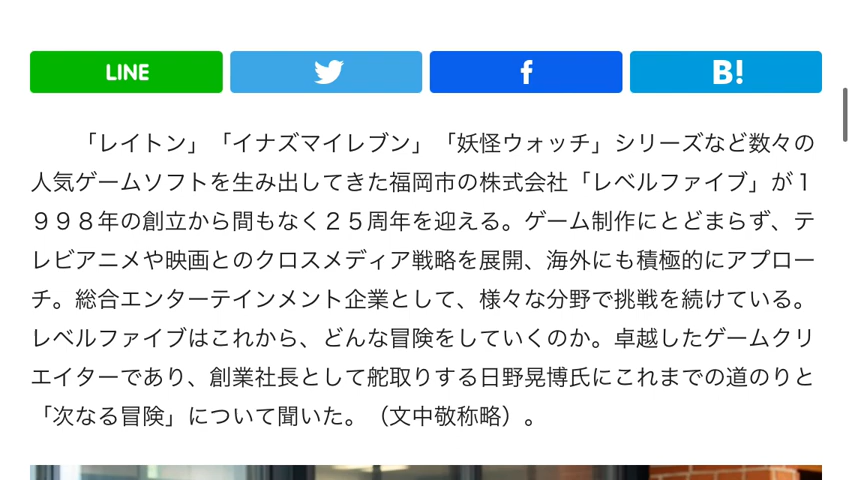 LINE
B!
「レイトン」「イナズマイレブン」「妖怪ウォッチ」シリーズなど数々の
人気ゲームソフトを生み出してきた福岡市の株式会社「レベルファイブ」が１
９９８年の創立から間もなく２５周年を迎える。ゲーム制作にとどまらず、テ
レビアニメや映画とのクロスメディア戦略を展開、海外にも積極的にアプロー
チ。総合エンターテインメント企業として、様々な分野で挑戦を続けている。
レベルファイブはこれから、どんな冒険をしていくのか。卓越したゲームクリ
エイターであり、創業社長として舵取りする日野晃博氏にこれまでの道のりと
「次なる冒険」について聞いた。（文中敬称略）。